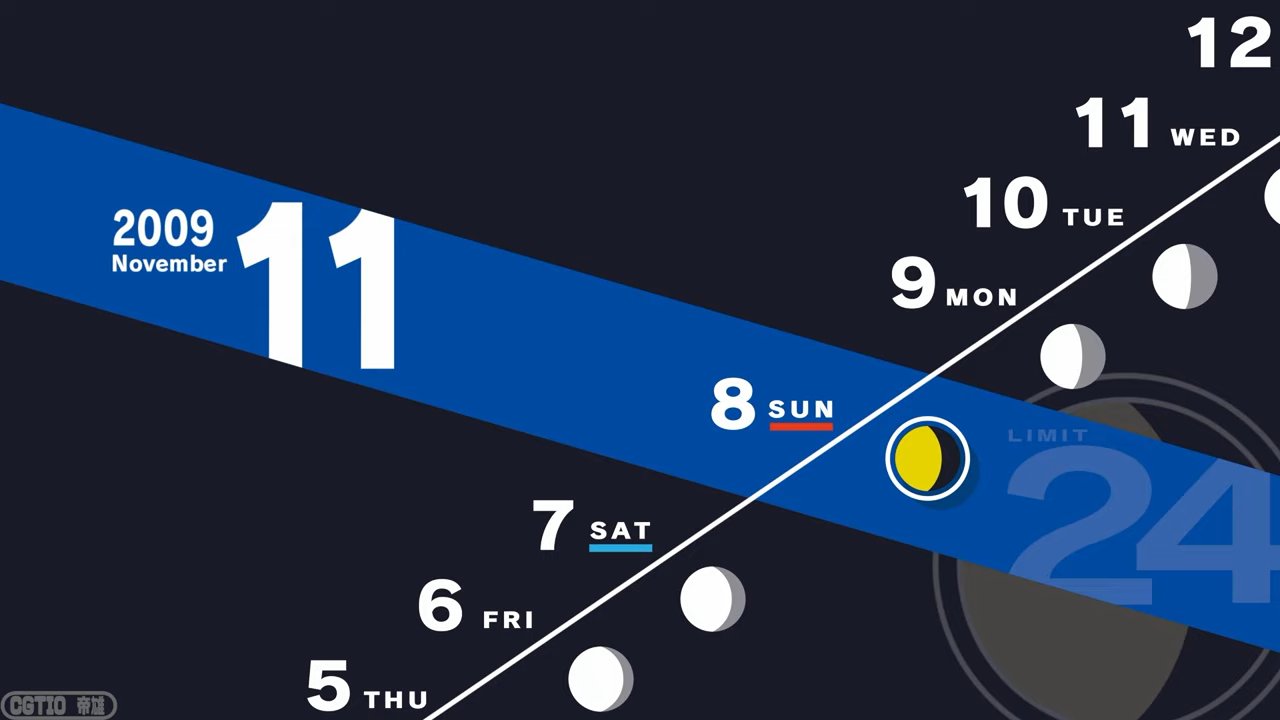 12
11 WED
10 TUE
2009
November
11
9 MON
8 SUN
LIMIT
24
7 SAT
6 FRI
5 THU
CGTIO 帝雄